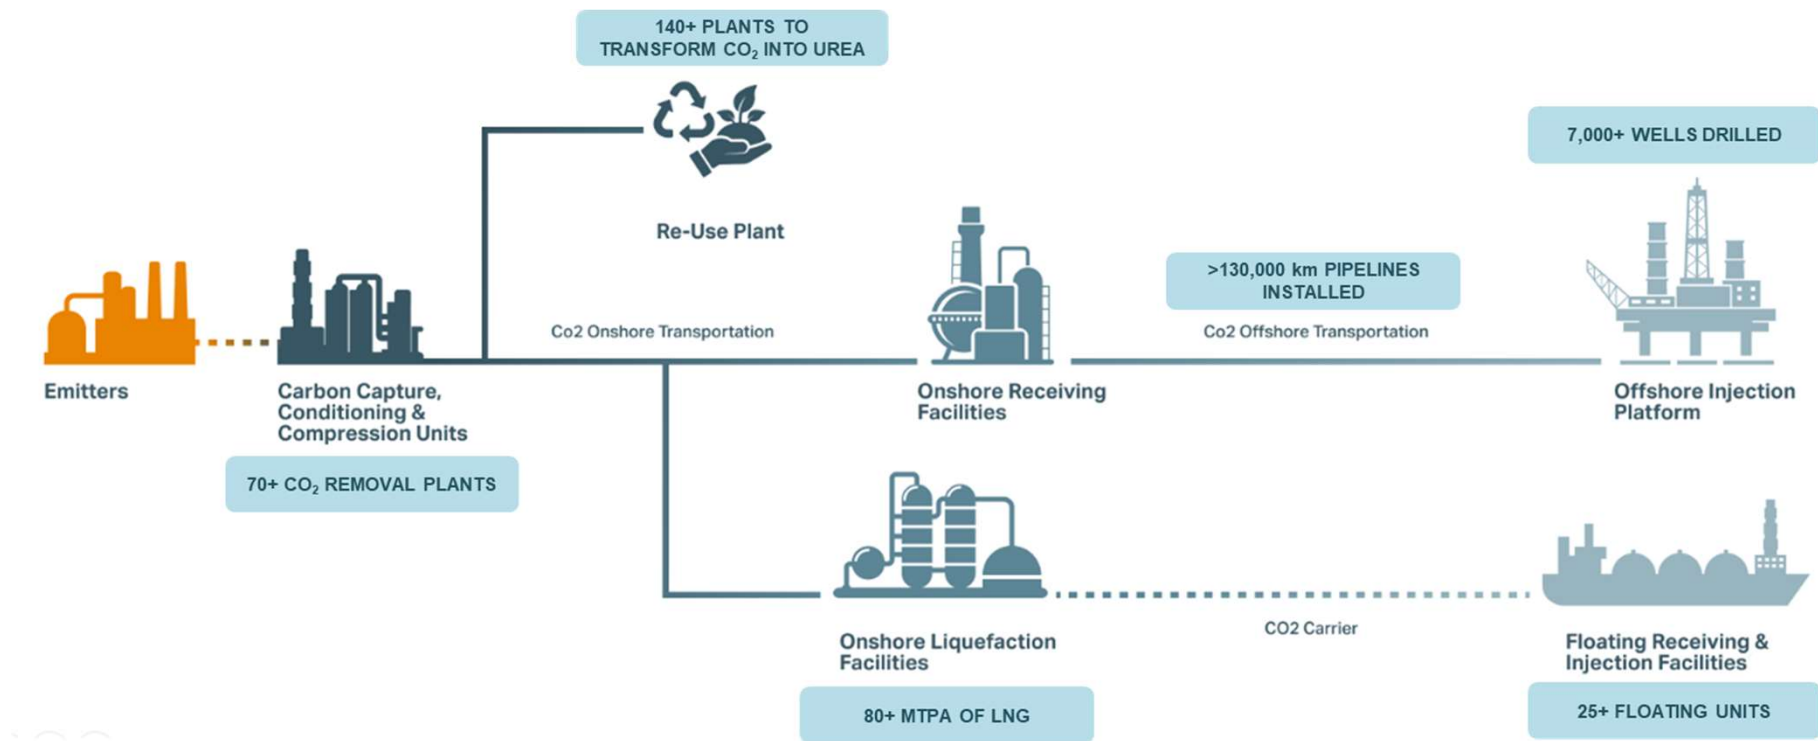 140+ PLANTS TO
TRANSFORM CO₂ INTO UREA
Re-Use Plant
7,000+ WELLS DRILLED
>130,000 km PIPELINES
INSTALLED
Co2 Onshore Transportation
Co2 Offshore Transportation
Emitters
Carbon Capture,
Conditioning &
Compression Units
70+ CO₂ REMOVAL PLANTS
Onshore Receiving
Facilities
Offshore Injection
Platform
Onshore Liquefaction
Facilities
80+ MTPA OF LNG
CO2 Carrier
Floating Receiving &
Injection Facilities
25+ FLOATING UNITS